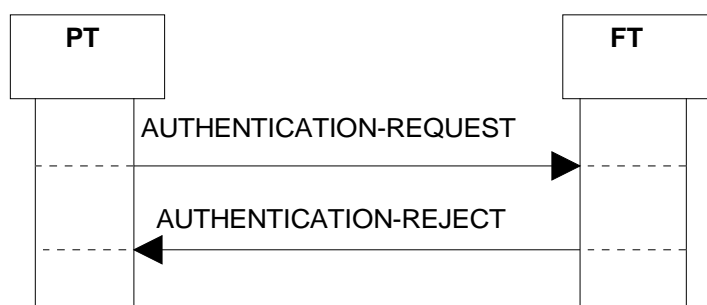 PT
FT
AUTHENTICATION-REQUEST
AUTHENTICATION-REJECT